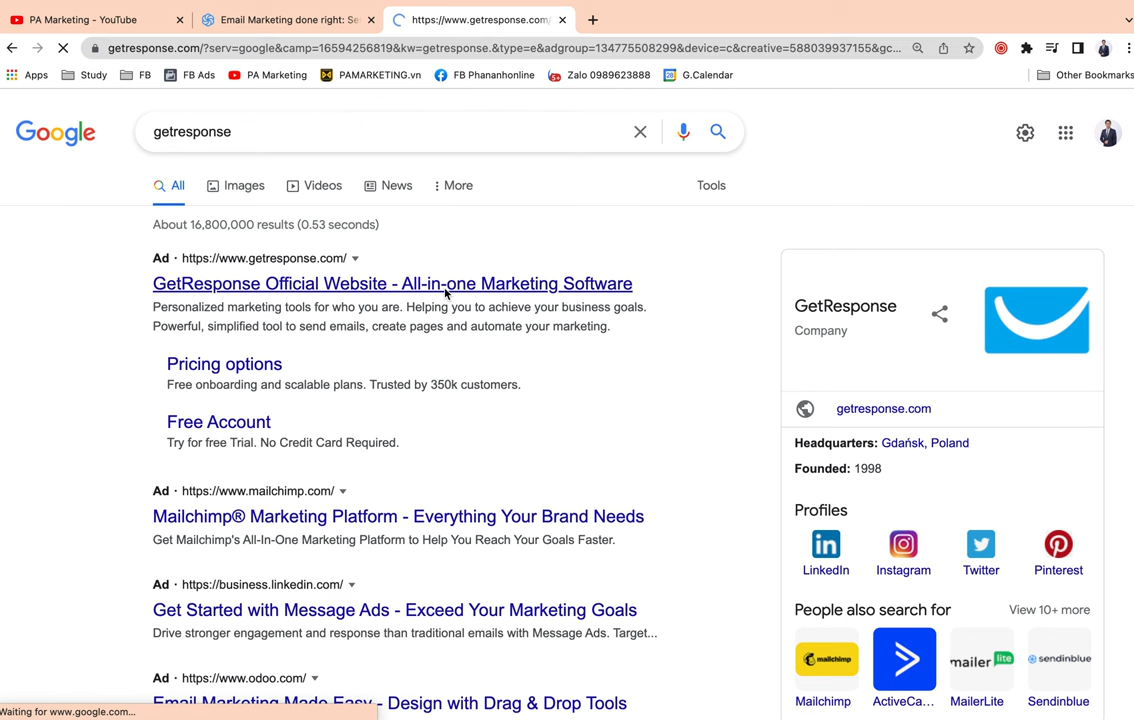 PA Marketing - YouTube
Email Marketing done right: Se
https://www.getresponse.com/
getresponse.com/?serv=google&camp=16594256819&kw=getresponse.&type=e&adgroup=134775508299&device=c&creative=588039937155&gc...
Apps
Study
FB
FB Ads
PA Marketing
PAMARKETING.vn
FB Phananhonline
Zalo 0989623888
G.Calendar
Other Bookmarks
Google
getresponse
All
Images
Videos
News
More
Tools
About 16,800,000 results (0.53 seconds)
Ad · https://www.getresponse.com/
GetResponse Official Website - All-in-one Marketing Software
Personalized marketing tools for who you are. Helping you to achieve your business goals.
Powerful, simplified tool to send emails, create pages and automate your marketing.
Pricing options
Free onboarding and scalable plans. Trusted by 350k customers.
Free Account
Try for free Trial. No Credit Card Required.
Ad · https://www.mailchimp.com/
Mailchimp® Marketing Platform - Everything Your Brand Needs
Get Mailchimp's All-In-One Marketing Platform to Help You Reach Your Goals Faster.
Ad · https://business.linkedin.com/
Get Started with Message Ads - Exceed Your Marketing Goals
Drive stronger engagement and response than traditional emails with Message Ads. Target...
Ad · https://www.odoo.com/
Email Marketing Made Easy - Design with Drag & Drop Tools
Waiting for www.google.com...
GetResponse
Company
getresponse.com
Headquarters: Gdańsk, Poland
Founded: 1998
Profiles
LinkedIn
Instagram
Twitter
Pinterest
People also search for
View 10+ more
mailchimp
mailer lite
sendinblue
Mailchimp
ActiveCa...
MailerLite
Sendinblue